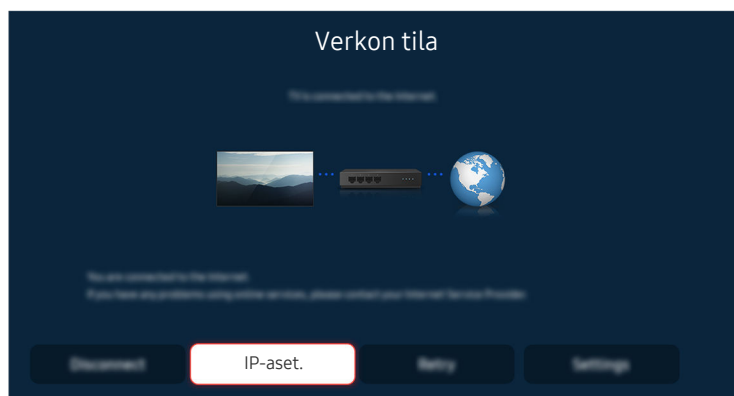 Verkon tila
TV is connected to the Internet.
You are connected to the Internet.
If you have any problems using online services, please contact your Internet Service Provider.
Disconnect
IP-aset.
Retry
Settings